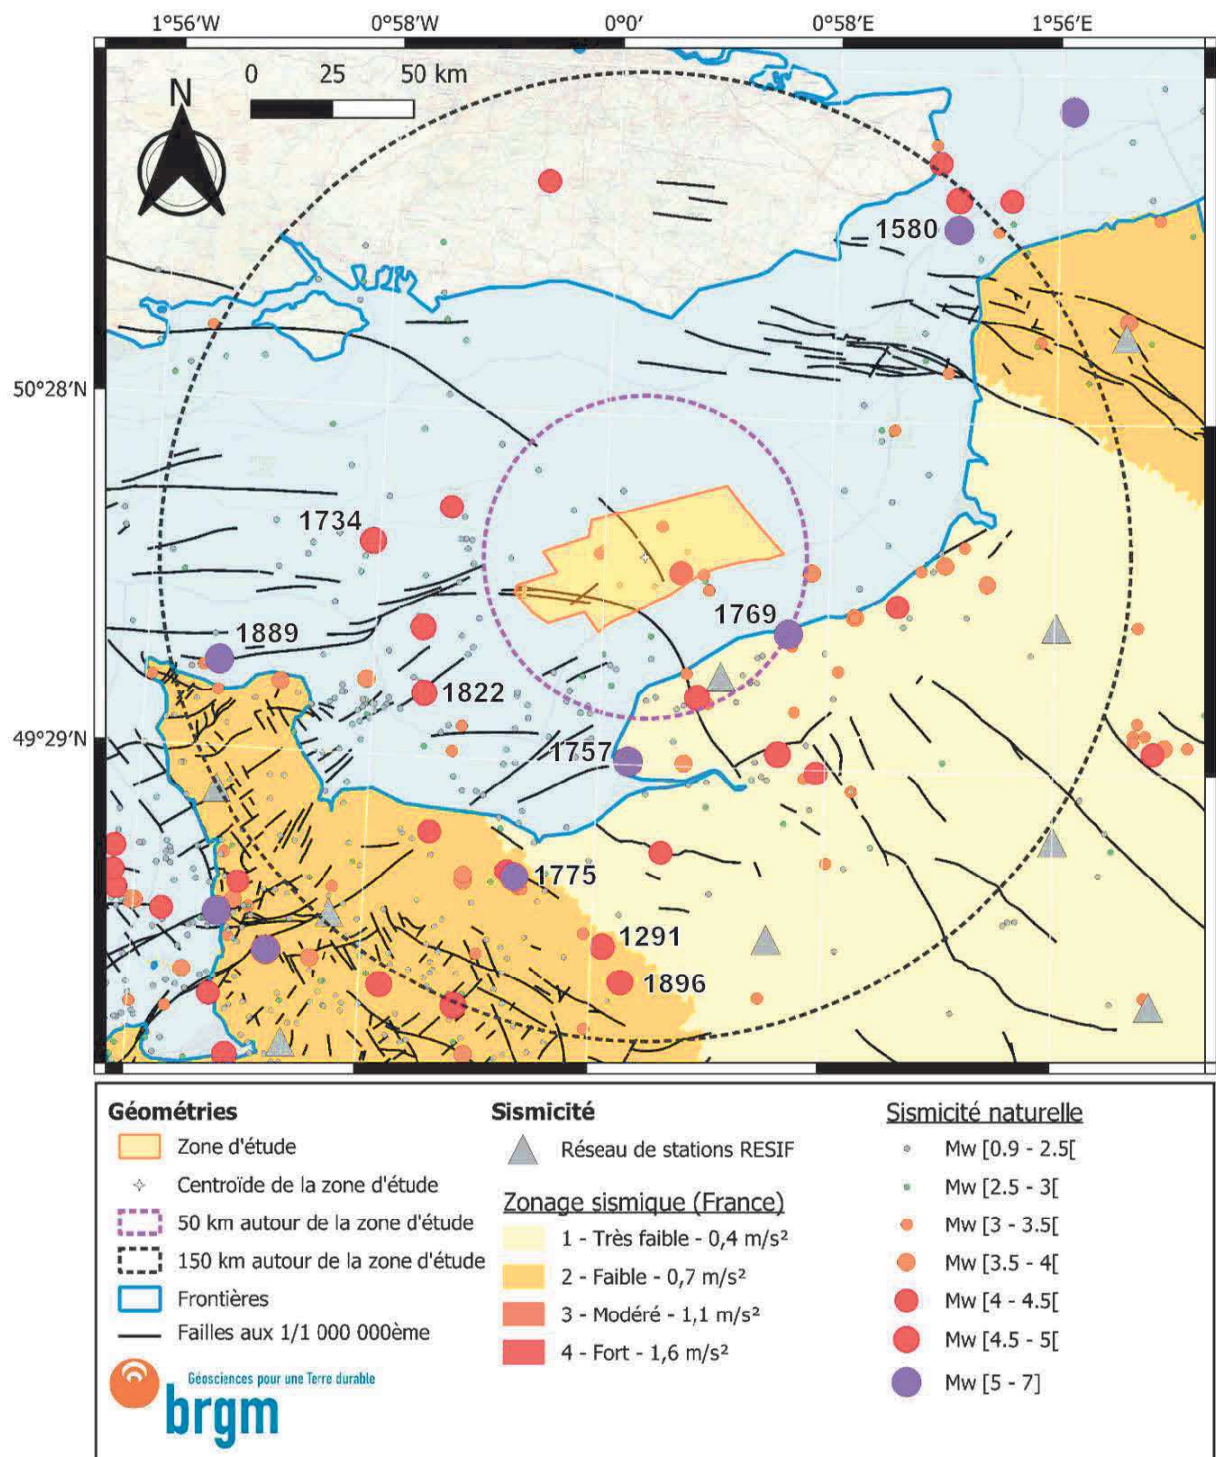 1°56'W 0°58'W 0°0' 0°58'E 1°56'E
0 25 50 km
N
1580
50°28'N
1734
1769
1889
1822
49°29'N
1757
1775
1291
1896
Géométries
Zone d'étude
Centroïde de la zone d'étude
50 km autour de la zone d'étude
150 km autour de la zone d'étude
Frontières
Failles aux 1/1 000 000ème
Géosciences pour une Terre durable
brgm
Sismicité
Réseau de stations RESIF
Zonage sismique (France)
1 - Très faible - 0,4 m/s²
2 - Faible - 0,7 m/s²
3 - Modéré - 1,1 m/s²
4 - Fort - 1,6 m/s²
Sismicité naturelle
Mw [0.9 - 2.5[
Mw [2.5 - 3[
Mw [3 - 3.5[
Mw [3.5 - 4[
Mw [4 - 4.5[
Mw [4.5 - 5[
Mw [5 - 7]